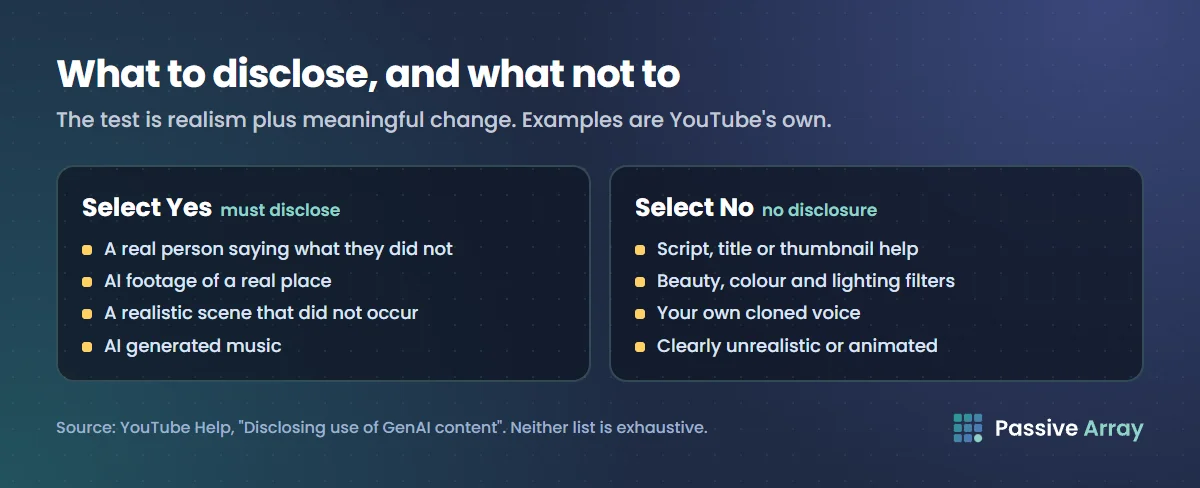 What to disclose, and what not to
The test is realism plus meaningful change. Examples are YouTube's own.
Select Yes must disclose
A real person saying what they did not
AI footage of a real place
A realistic scene that did not occur
AI generated music
Select No no disclosure
Script, title or thumbnail help
Beauty, colour and lighting filters
Your own cloned voice
Clearly unrealistic or animated
Source: YouTube Help, "Disclosing use of GenAI content". Neither list is exhaustive.
Passive Array